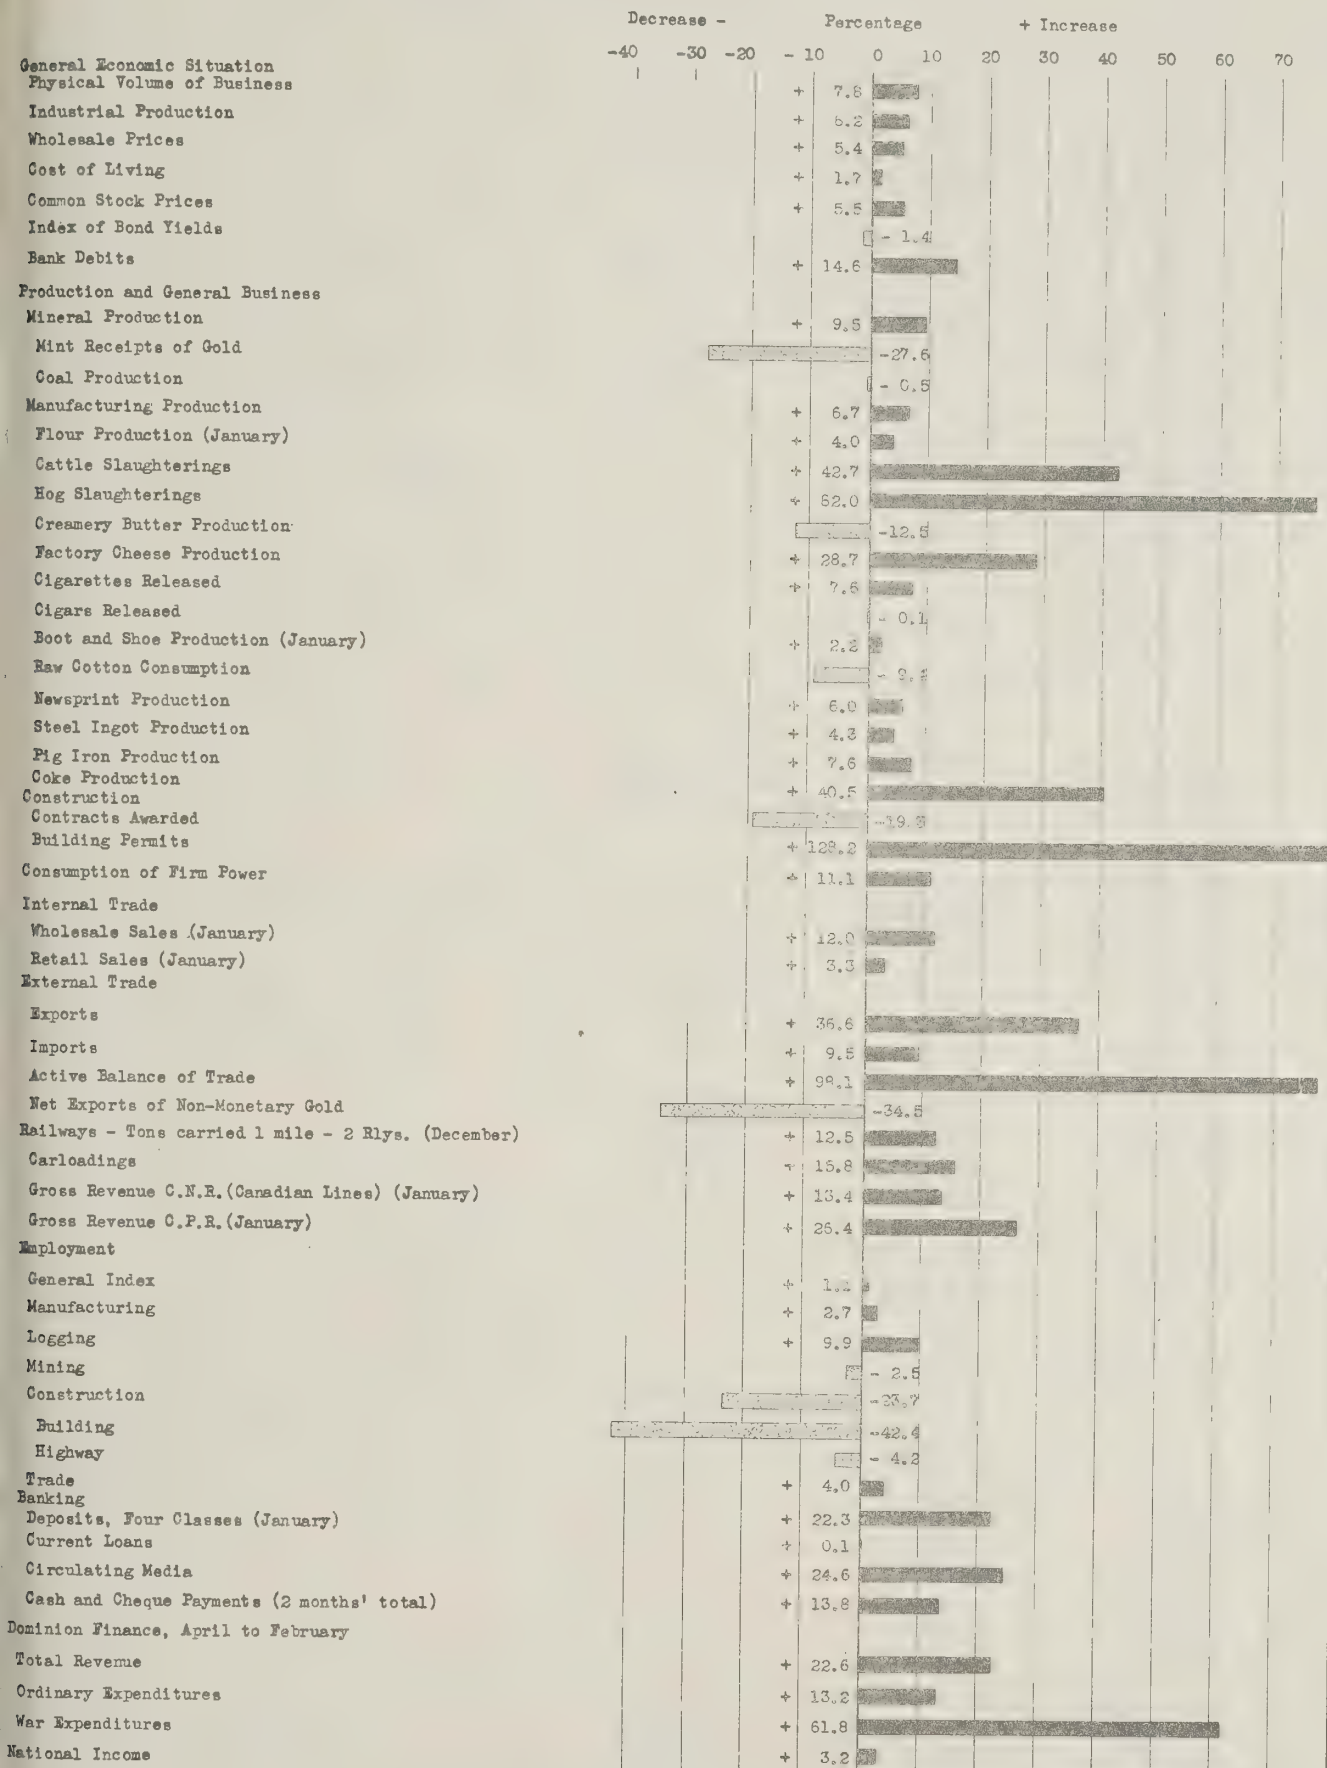 Decrease - Percentage + Increase
-40 -30 -20 - 10 0 10 20 30 40 50 60 70
General Economic Situation
Physical Volume of Business + 7.8
Industrial Production +
Wholesale Prices + 5.4
Cost of Living + 1.7
Common Stock Prices + 5.5
Index of Bond Yields - 1.4
Bank Debits + 14.6
Production and General Business
Mineral Production + 9.5
Mint Receipts of Gold -27.6
Coal Production - 0.5
Manufacturing Production + 6.7
Flour Production (January) + 4.0
Cattle Slaughterings + 42.7
Hog Slaughterings +
Creamery Butter Production -12.5
Factory Cheese Production + 28.7
Cigarettes Released +
Cigars Released - 0.1
Boot and Shoe Production (January) + 2.2
Raw Cotton Consumption
Newsprint Production + 6.0
Steel Ingot Production + 4.3
Pig Iron Production + 7.6
Coke Production + 40.5
Construction
Contracts Awarded
Building Permits +
Consumption of Firm Power + 11.1
Internal Trade
Wholesale Sales (January) + 12.0
Retail Sales (January) + 3.3
External Trade
Exports + 36.6
Imports + 9.5
Active Balance of Trade +
Net Exports of Non-Monetary Gold
Railways - Tons carried 1 mile - 2 Rlys. (December) + 12.5
Carloadings + 15.8
Gross Revenue C.N.R.(Canadian Lines) (January) + 13.4
Gross Revenue C.P.R.(January) +
Employment
General Index +
Manufacturing + 2.7
Logging + 9.9
Mining - 2.5
Construction -23.7
Building -42.4
Highway - 4.2
Trade + 4.0
Banking
Deposits, Four Classes (January) + 22.3
Current Loans + 0.1
Circulating Media + 24.6
Cash and Cheque Payments (2 months' total) + 13.8
Dominion Finance, April to February
Total Revenue + 22.6
Ordinary Expenditures + 13.2
War Expenditures + 61.8
National Income + 3.2